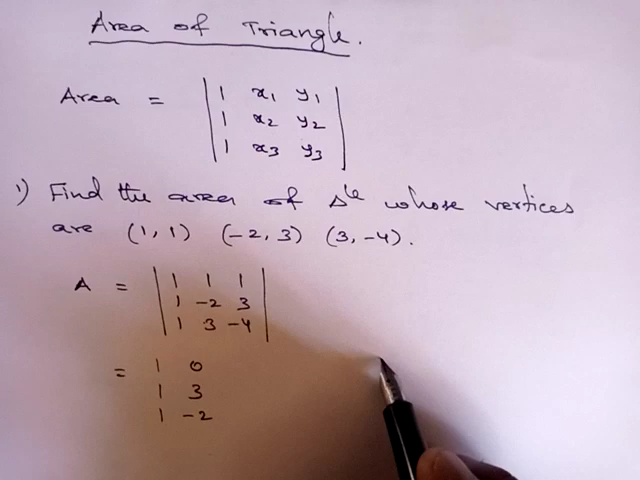 Area of Triangle.
Area = | 1 x₁ y₁ |
| 1 x₂ y₂ |
| 1 x₃ y₃ |
1) Find the area of Δle whose vertices
are (1, 1) (-2, 3) (3, -4).
A = | 1 1 1 |
| 1 -2 3 |
| 1 3 -4 |
= 1 0
1 3
1 -2